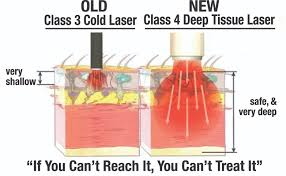 OLD
Class 3 Cold Laser
NEW
Class 4 Deep Tissue Laser
very
shallow
safe, &
very deep
"If You Can't Reach It, You Can't Treat It"